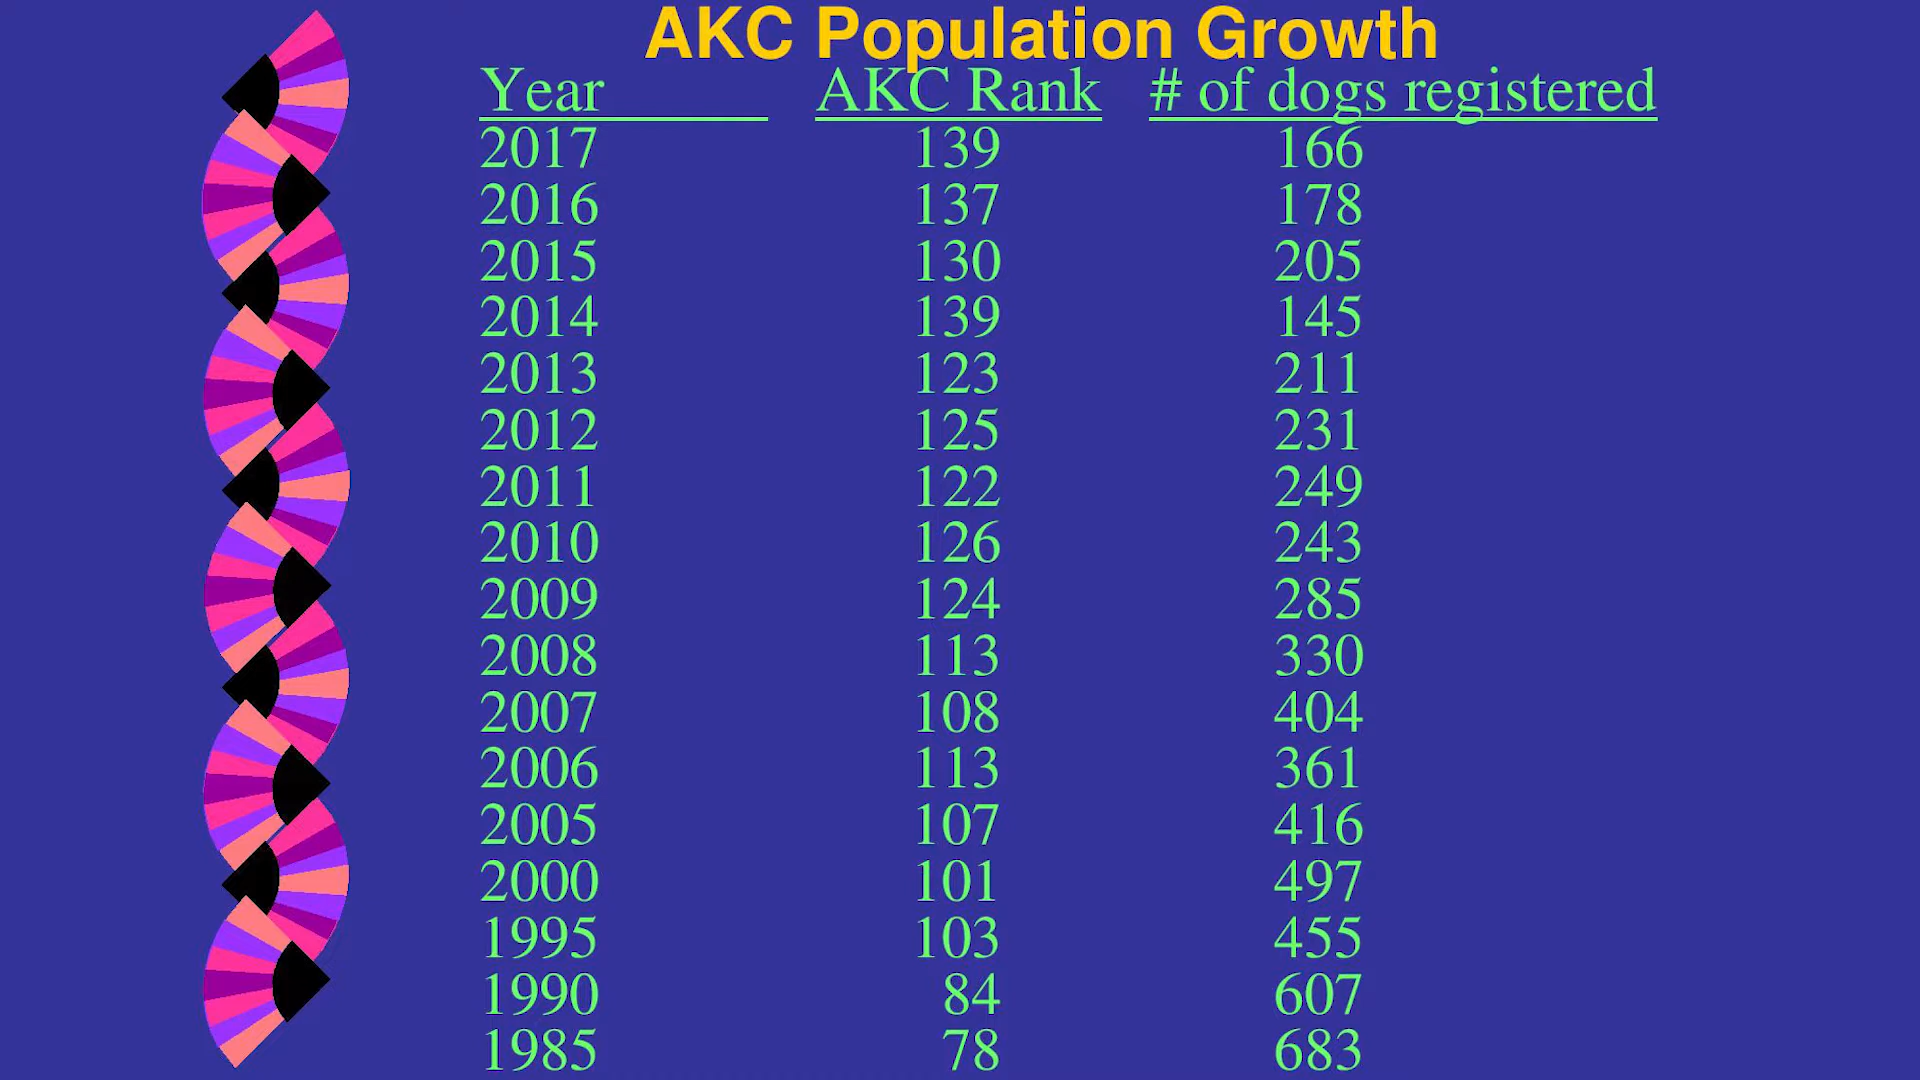 AKC Population Growth
Year AKC Rank # of dogs registered
2017 139 166
2016 137 178
2015 130 205
2014 139 145
2013 123 211
2012 125 231
2011 122 249
2010 126 243
2009 124 285
2008 113 330
2007 108 404
2006 113 361
2005 107 416
2000 101 497
1995 103 455
1990 84 607
1985 78 683